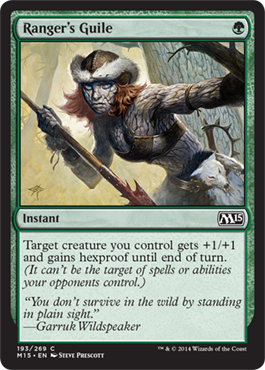 Ranger's Guile
Instant
M15
Target creature you control gets +1/+1
and gains hexproof until end of turn.
(It can't be the target of spells or abilities
your opponents control.)
"You don't survive in the wild by standing
in plain sight."
—Garruk Wildspeaker
193/269 C
M15 • EN STEVE PRESCOTT
™ & © 2014 Wizards of the Coast